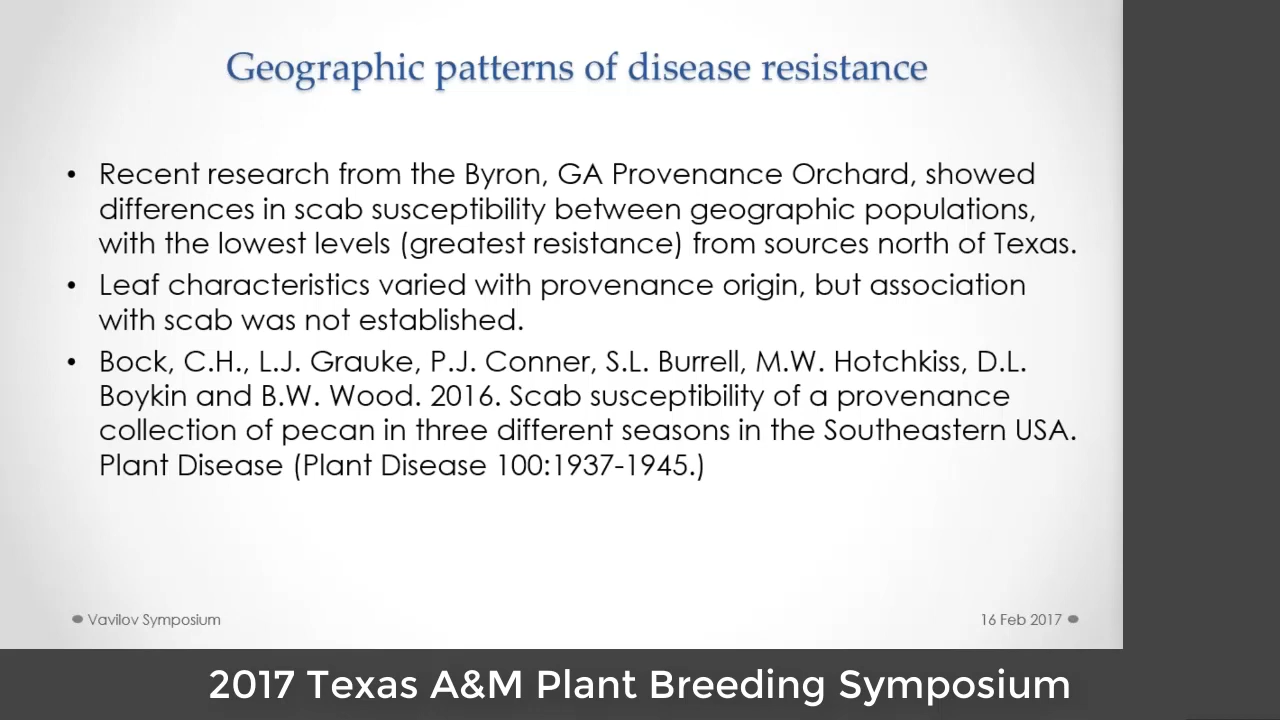 Geographic patterns of disease resistance
• Recent research from the Byron, GA Provenance Orchard, showed
differences in scab susceptibility between geographic populations,
with the lowest levels (greatest resistance) from sources north of Texas.
• Leaf characteristics varied with provenance origin, but association
with scab was not established.
• Bock, C.H., L.J. Grauke, P.J. Conner, S.L. Burrell, M.W. Hotchkiss, D.L.
Boykin and B.W. Wood. 2016. Scab susceptibility of a provenance
collection of pecan in three different seasons in the Southeastern USA.
Plant Disease (Plant Disease 100:1937-1945.)
Vavilov Symposium
16 Feb 2017
2017 Texas A&M Plant Breeding Symposium